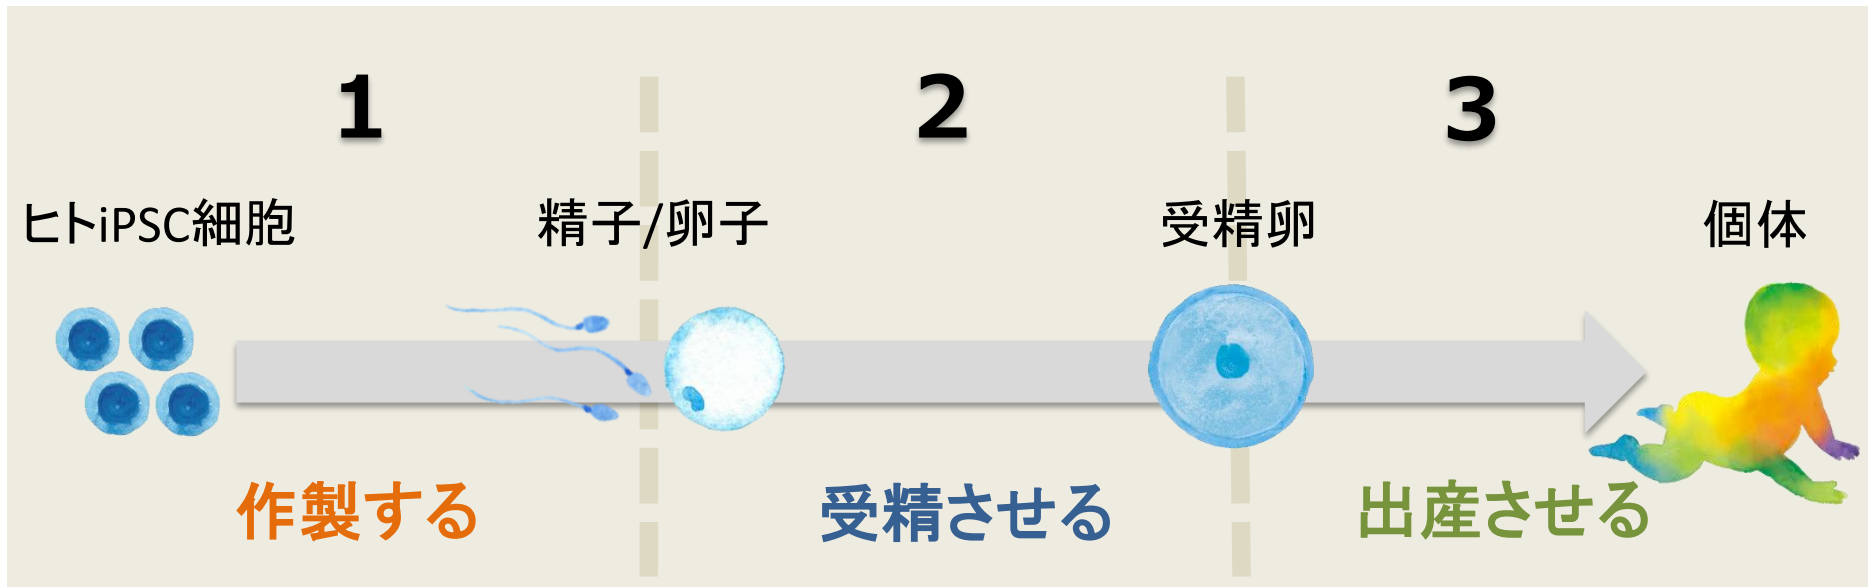 1
2
3
ヒトiPSC細胞
精子/卵子
受精卵
個体
作製する
受精させる
出産させる